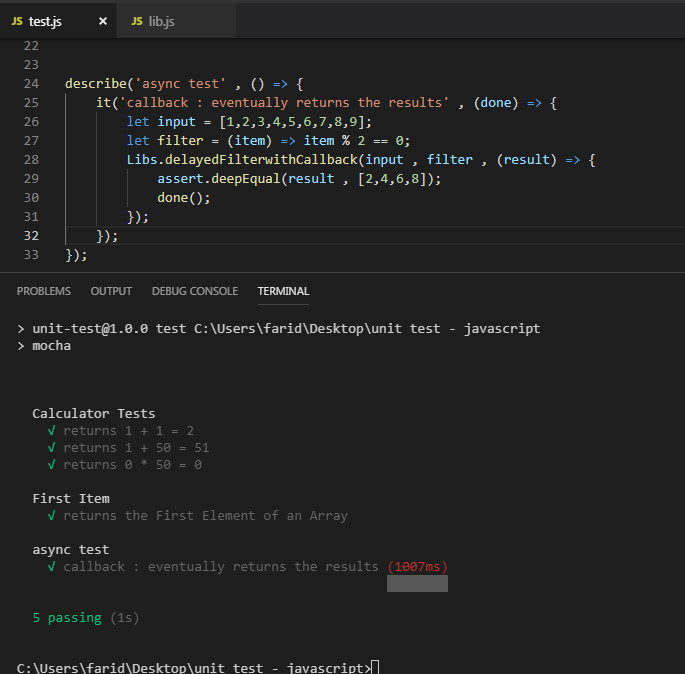 JS test.js × JS lib.js
22
23
24 describe('async test' , () => {
25 it('callback : eventually returns the results' , (done) => {
26 let input = [1,2,3,4,5,6,7,8,9];
27 let filter = (item) => item % 2 == 0;
28 Libs.delayedFilterwithCallback(input , filter , (result) => {
29 assert.deepEqual(result , [2,4,6,8]);
30 done();
31 });
32 });
33 });
PROBLEMS OUTPUT DEBUG CONSOLE TERMINAL
> unit-test@1.0.0 test C:\Users\farid\Desktop\unit test - javascript
> mocha
Calculator Tests
√ returns 1 + 1 = 2
√ returns 1 + 50 = 51
√ returns 0 * 50 = 0
First Item
√ returns the First Element of an Array
async test
√ callback : eventually returns the results (1007ms)
5 passing (1s)
C:\Users\farid\Desktop\unit test - javascript>